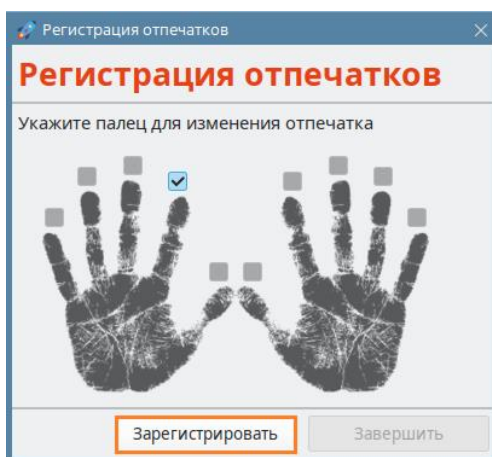 Регистрация отпечатков
Регистрация отпечатков
Укажите палец для изменения отпечатка
Зарегистрировать
Завершить